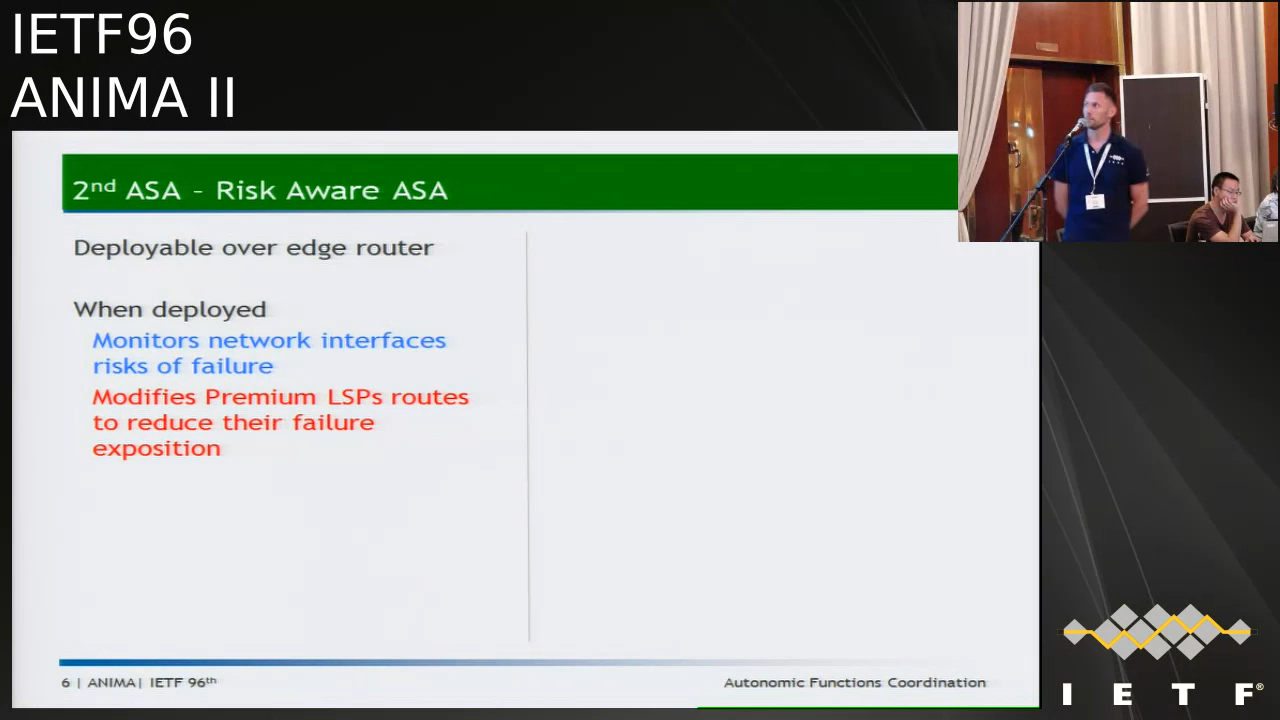 IETF96
ANIMA II
2nd ASA - Risk Aware ASA
Deployable over edge router
When deployed
Monitors network interfaces
risks of failure
Modifies Premium LSPs routes
to reduce their failure
exposition
6 | ANIMA| IETF 96th
Autonomic Functions Coordination
I E T F®